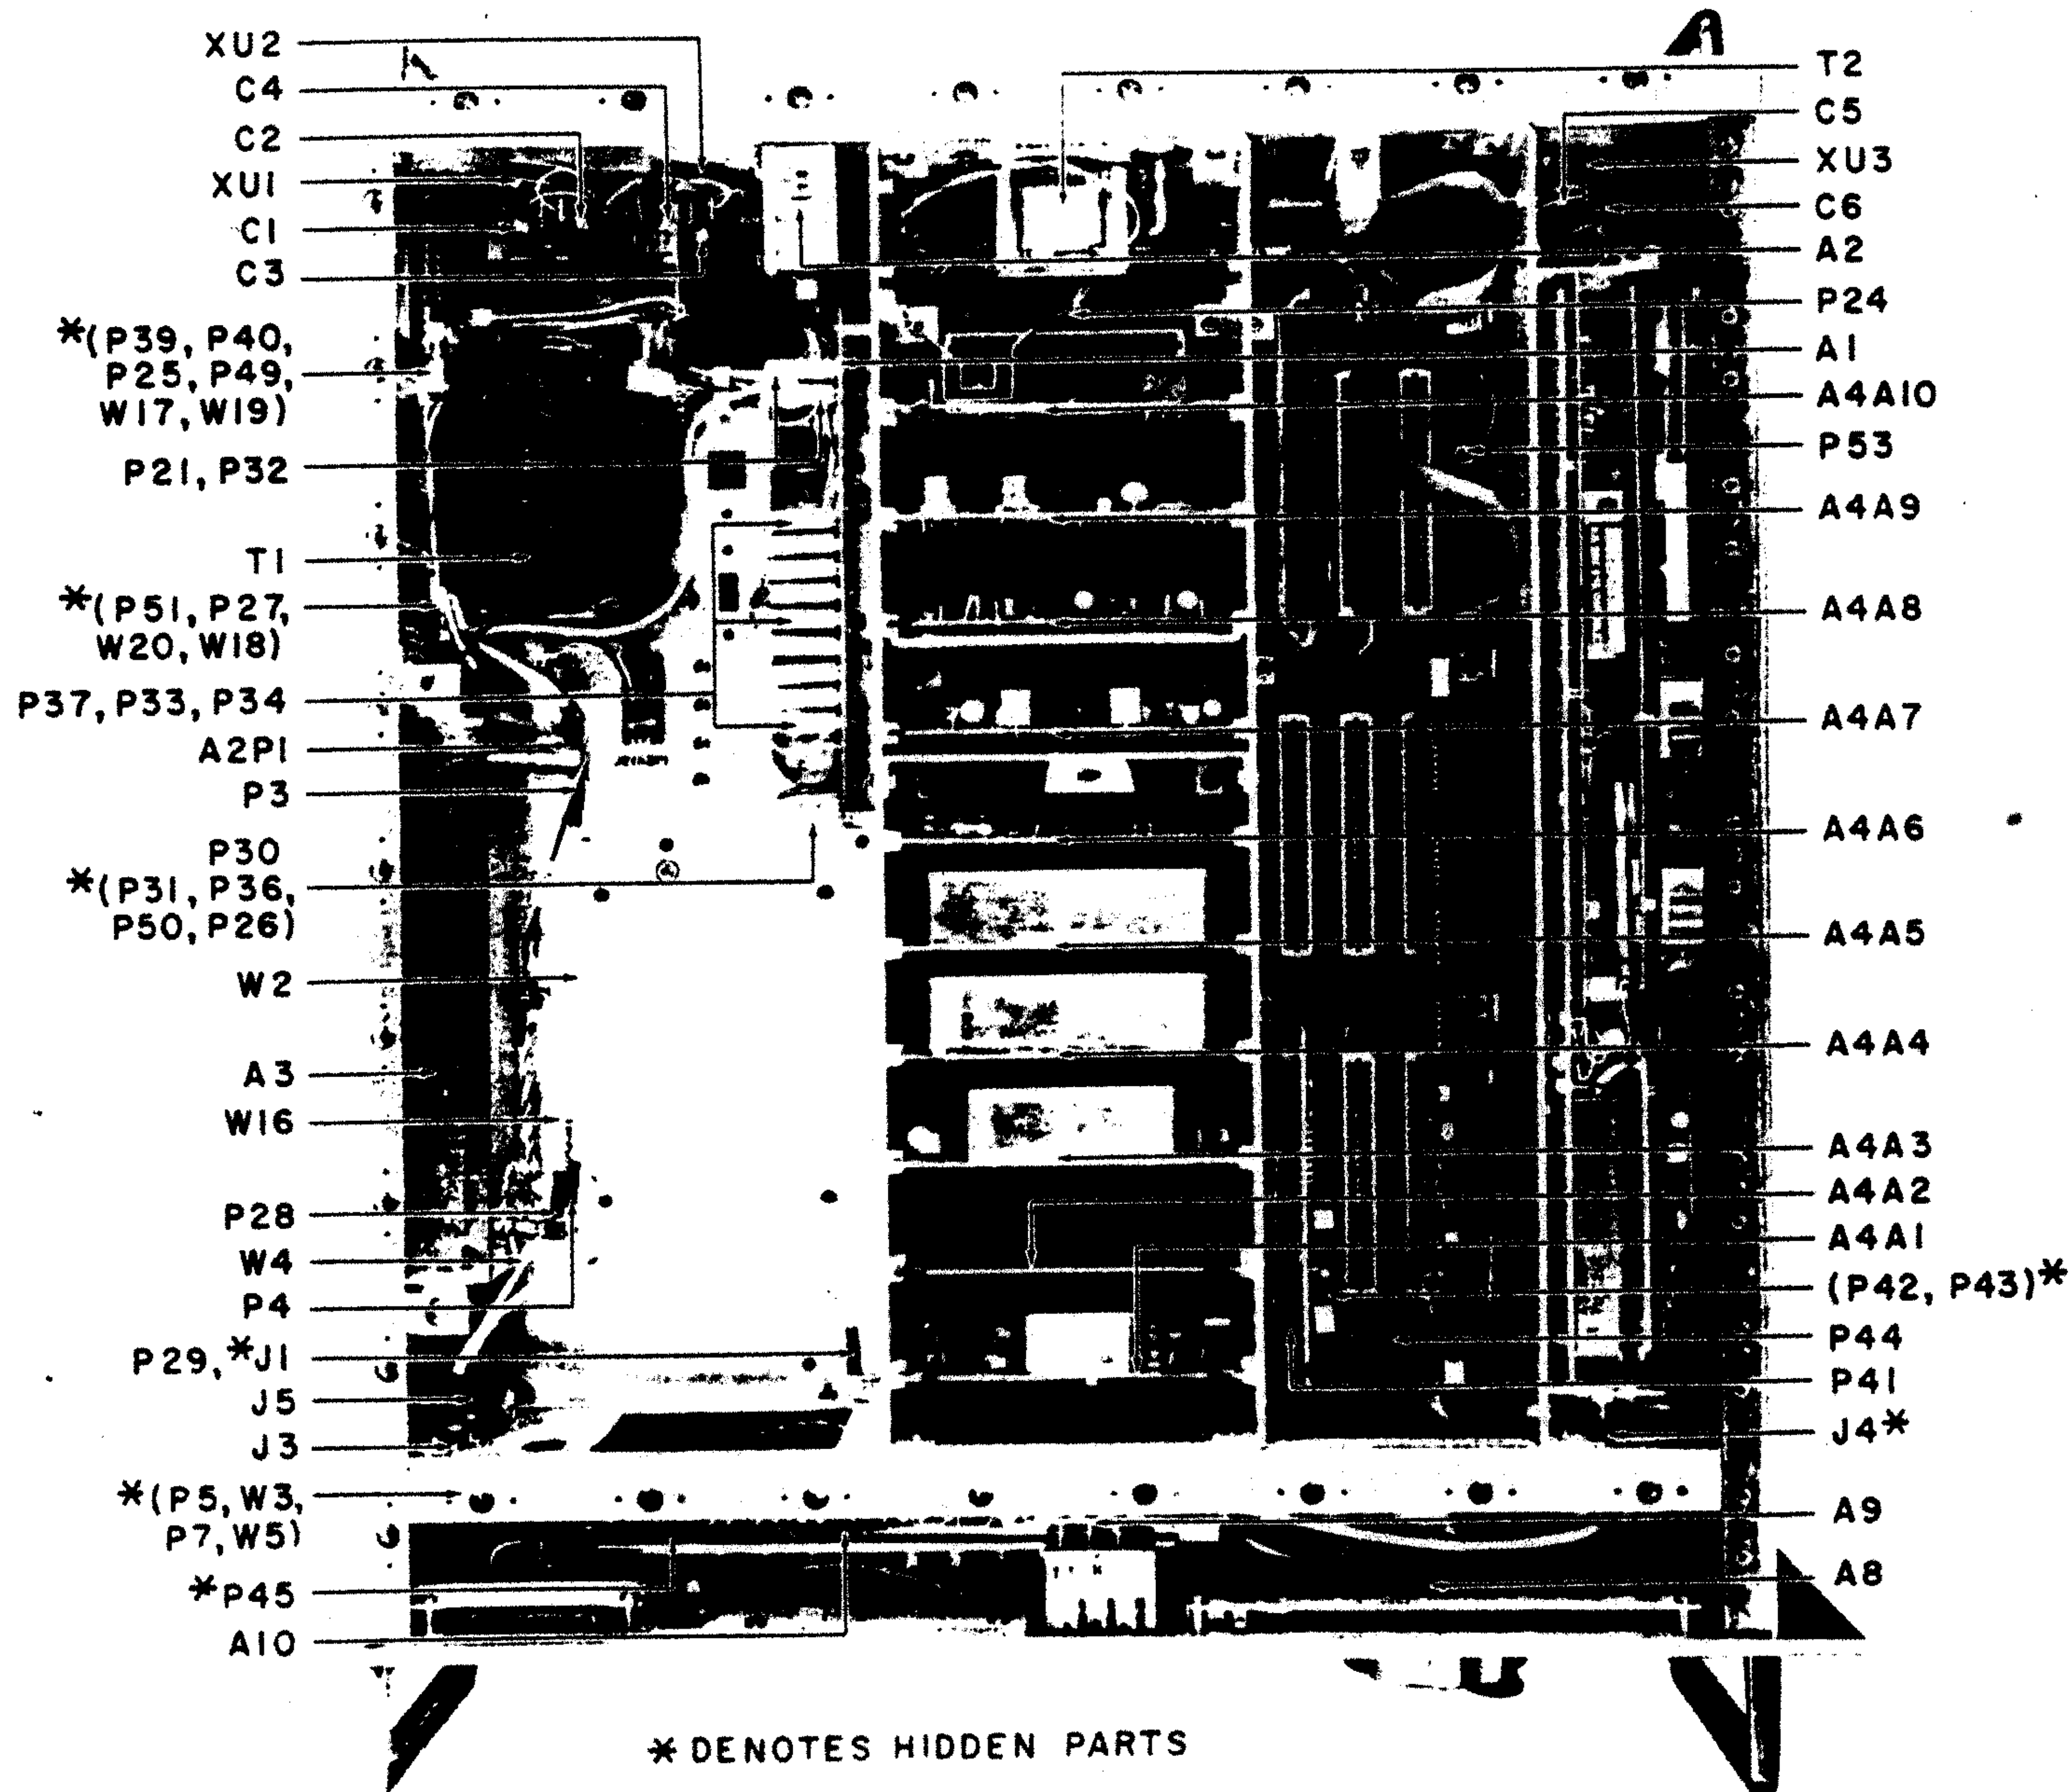 XU2
C4
C2
XU1
C1
C3
*(P39, P40,
P25, P49,
W17, W19)
P21, P32
T1
*(P51, P27,
W20, W18)
P37, P33, P34
A2P1
P3
P30
*(P31, P36,
P50, P26)
W2
A3
W16
P28
W4
P4
P29, *J1
J5
J3
*(P5, W3,
P7, W5)
*P45
A10
T2
C5
XU3
C6
A2
P24
A1
A4A10
P53
A4A9
A4A8
A4A7
A4A6
A4A5
A4A4
A4A3
A4A2
A4A1
(P42, P43)*
P44
P41
J4*
A9
A8
* DENOTES HIDDEN PARTS